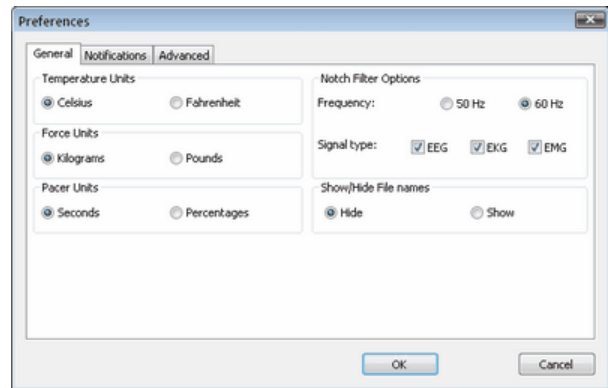 Preferences
General Notifications Advanced
Temperature Units
Celsius Fahrenheit
Force Units
Kilograms Pounds
Pacer Units
Seconds Percentages
Notch Filter Options
Frequency: 50 Hz 60 Hz
Signal type: EEG EKG EMG
Show/Hide File names
Hide Show
OK Cancel